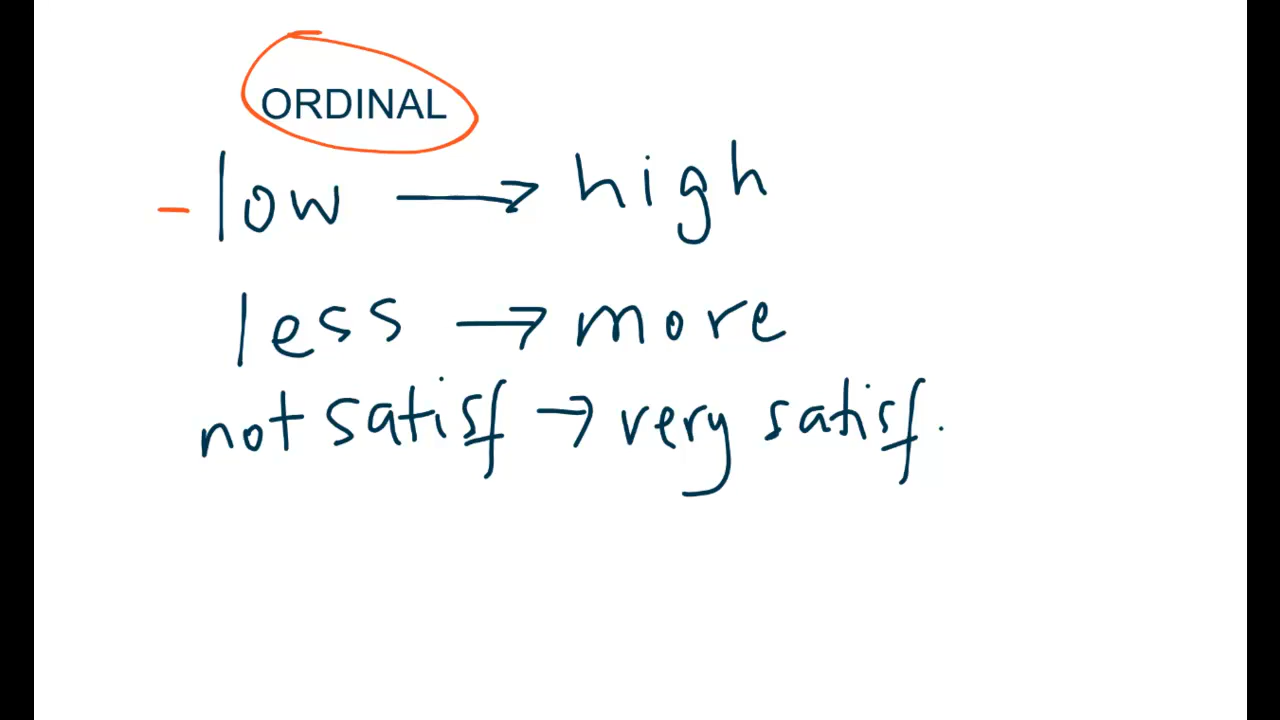 ORDINAL
- low → high
less → more
not satisf → very satisf.